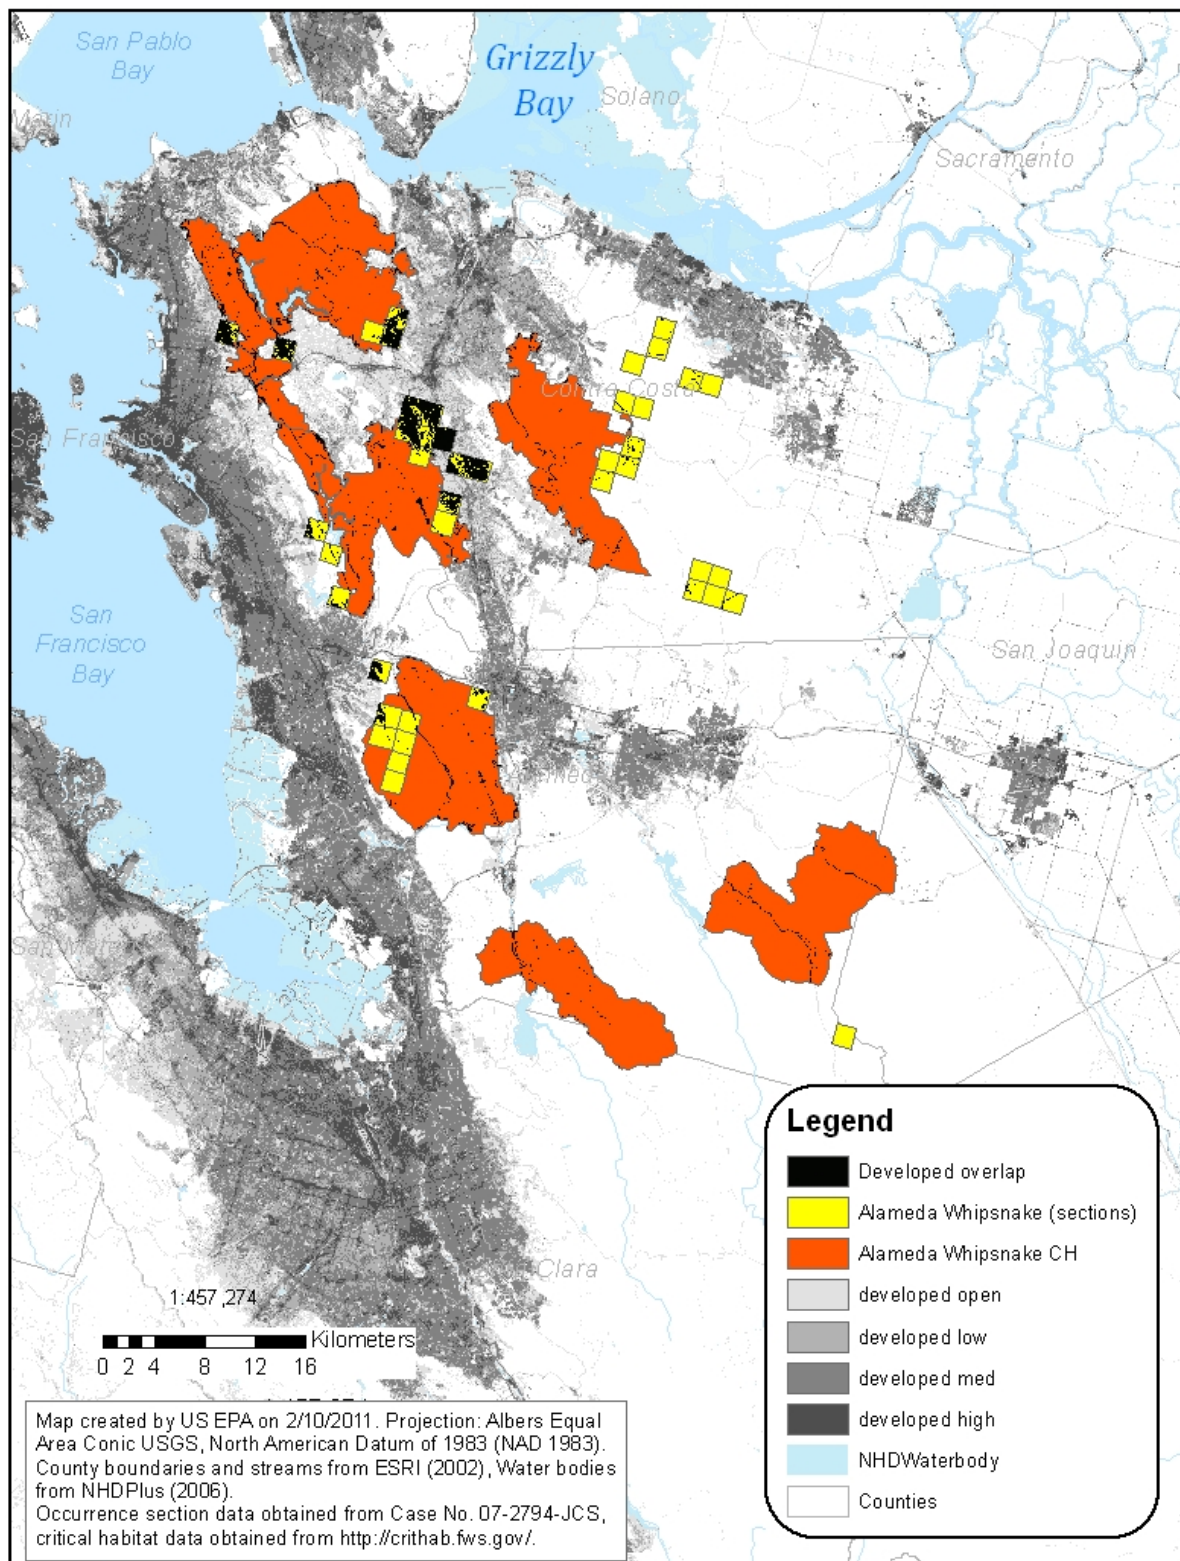 San Pablo
Bay
Grizzly
Bay
Solano
Marin
Sacramento
Contra Costa
San Francisco
San
Francisco
Bay
San Joaquin
Clara
1:457,274
Kilometers
0 2 4 8 12 16
Legend
Developed overlap
Alameda Whipsnake (sections)
Alameda Whipsnake CH
developed open
developed low
developed med
developed high
NHDWaterbody
Counties
Map created by US EPA on 2/10/2011. Projection: Albers Equal
Area Conic USGS, North American Datum of 1983 (NAD 1983).
County boundaries and streams from ESRI (2002), Water bodies
from NHDPlus (2006).
Occurrence section data obtained from Case No. 07-2794-JCS,
critical habitat data obtained from http://crithab.fws.gov/.